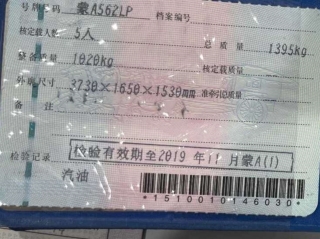 号牌号码 蒙A562LP 档案编号
核定载人数 5人 总质量 1395kg
整备质量 1020kg 核定载质量
外廓尺寸 3730×1650×1530mm 准牵引总质量
备注
检验记录 检验有效期至2019年11月蒙A(1)
汽油
*1510010146030*